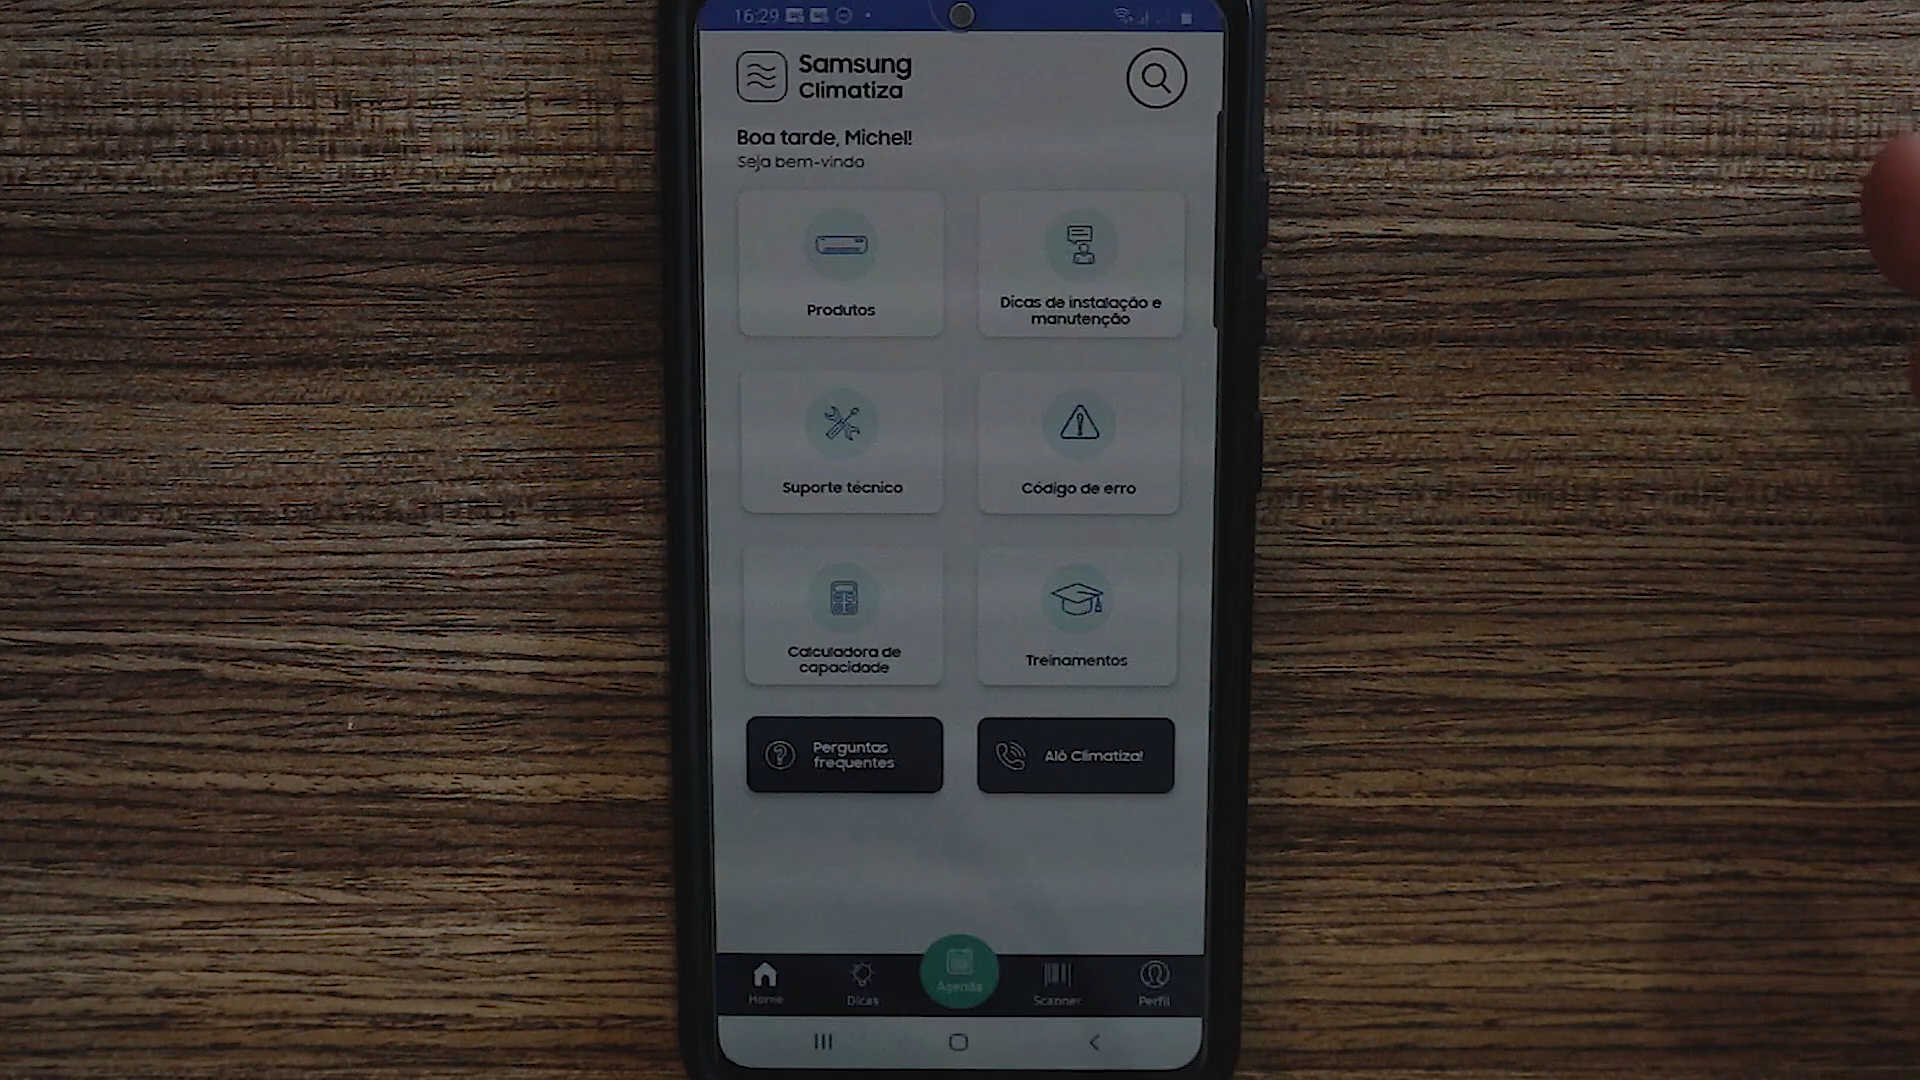 16:29
Samsung
Climatiza
Boa tarde, Michel!
Seja bem-vindo
Produtos
Dicas de instalação e
manutenção
Suporte técnico
Código de erro
Calculadora de
capacidade
Treinamentos
Perguntas
frequentes
Alô Climatiza!
Home
Dicas
Agenda
Scanner
Perfil